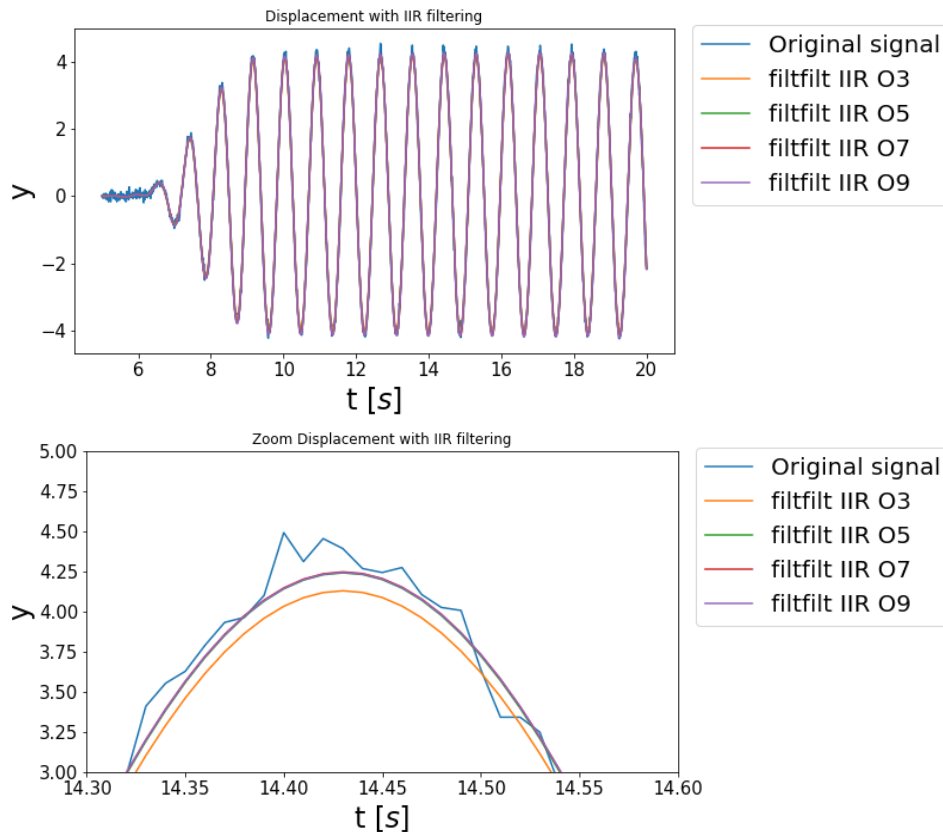 Displacement with IIR filtering
4
2
0
−2
−4
y
6 8 10 12 14 16 18 20
t [s]
Original signal
filtfilt IIR O3
filtfilt IIR O5
filtfilt IIR O7
filtfilt IIR O9
Zoom Displacement with IIR filtering
5.00
4.75
4.50
4.25
4.00
3.75
3.50
3.25
3.00
y
14.30 14.35 14.40 14.45 14.50 14.55 14.60
t [s]
Original signal
filtfilt IIR O3
filtfilt IIR O5
filtfilt IIR O7
filtfilt IIR O9